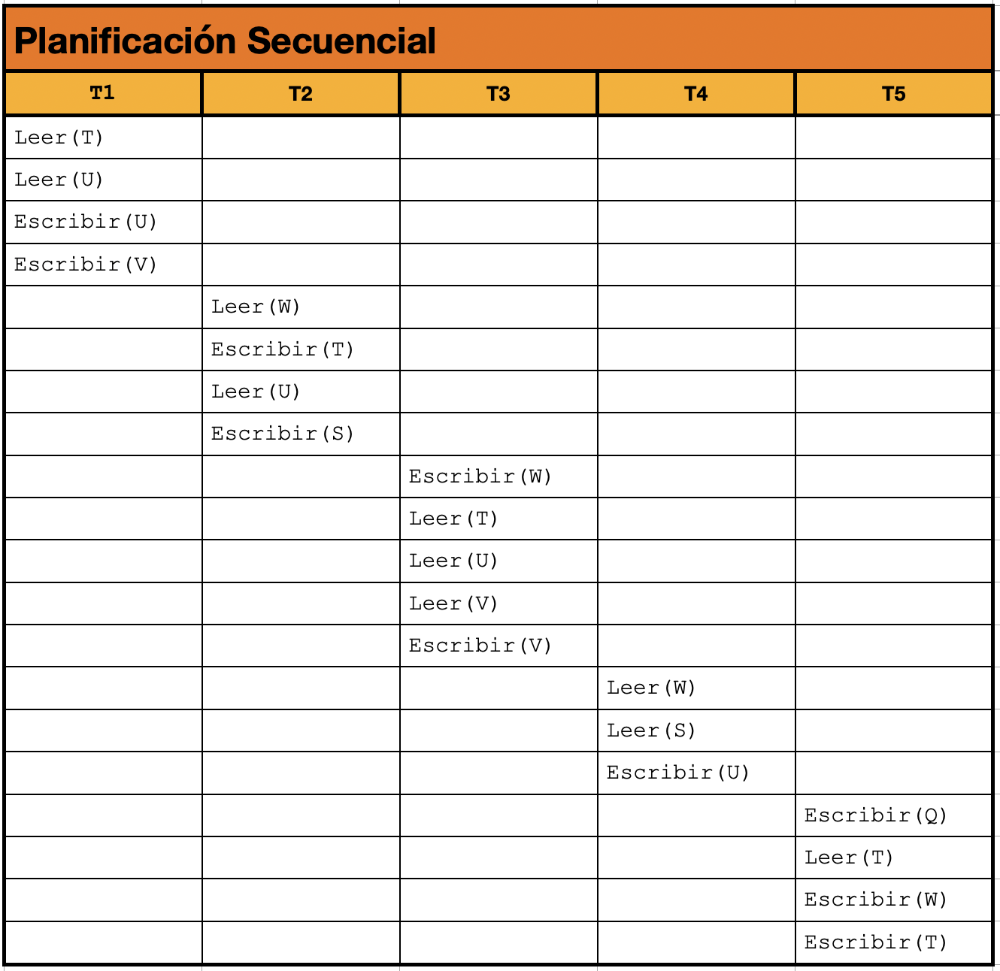 Planificación Secuencial
T1 T2 T3 T4 T5
Leer(T)
Leer(U)
Escribir(U)
Escribir(V)
Leer(W)
Escribir(T)
Leer(U)
Escribir(S)
Escribir(W)
Leer(T)
Leer(U)
Leer(V)
Escribir(V)
Leer(W)
Leer(S)
Escribir(U)
Escribir(Q)
Leer(T)
Escribir(W)
Escribir(T)